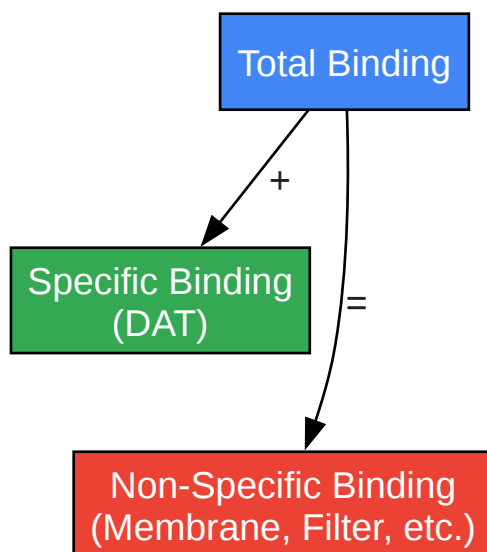 Total Binding
+
Specific Binding
(DAT)
=
Non-Specific Binding
(Membrane, Filter, etc.)